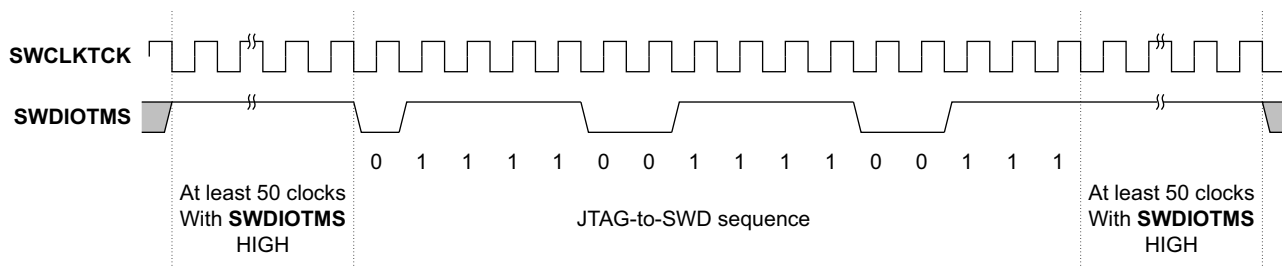 SWCLKTCK
SWDIOTMS
0 1 1 1 1 0 0 1 1 1 1 0 0 1 1 1
At least 50 clocks
With SWDIOTMS
HIGH
JTAG-to-SWD sequence
At least 50 clocks
With SWDIOTMS
HIGH